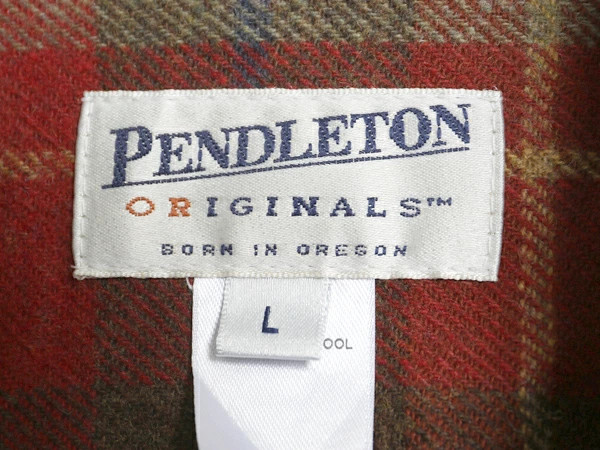 PENDLETON
ORIGINALS™
BORN IN OREGON
L
OOL